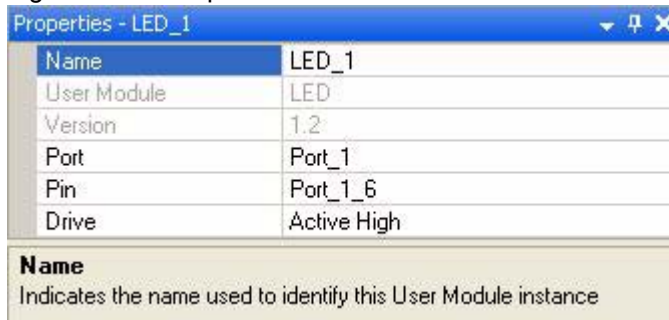 Properties - LED_1
Name LED_1
User Module LED
Version 1.2
Port Port_1
Pin Port_1_6
Drive Active High
Name
Indicates the name used to identify this User Module instance